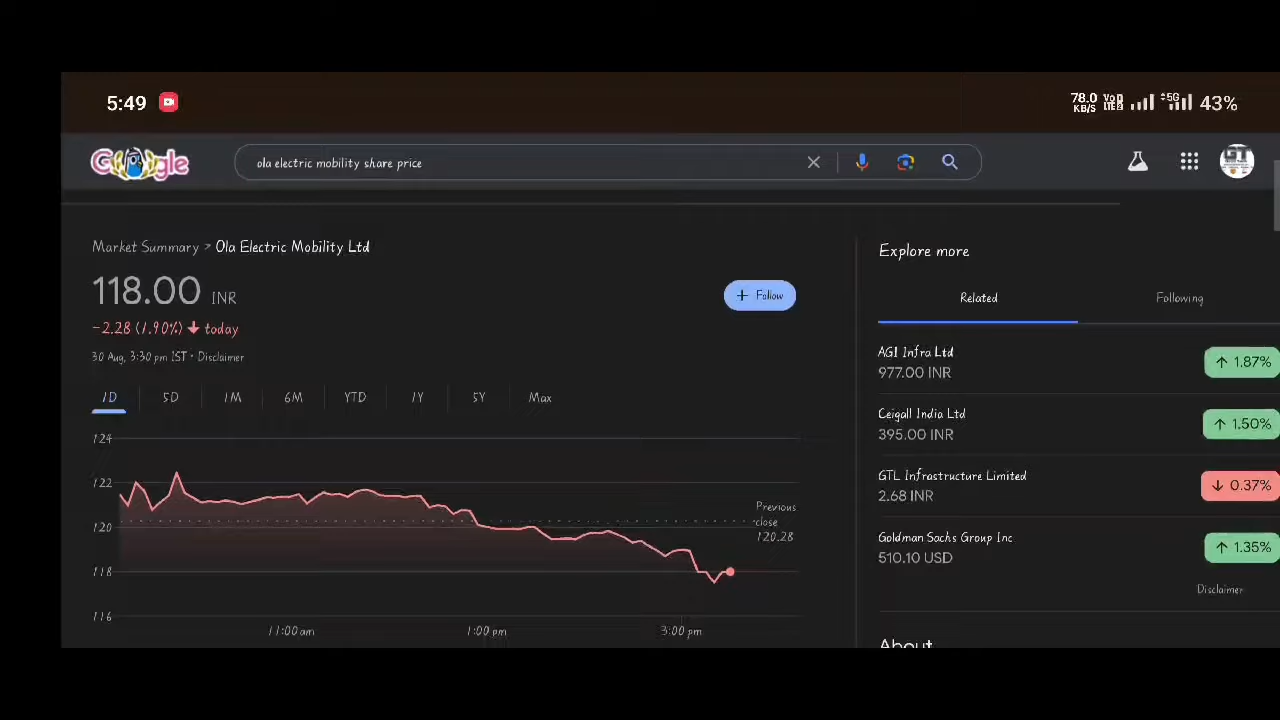 5:49
78.0 KB/S VoD LTEB 5G 43%
Google
ola electric mobility share price
GT
Market Summary > Ola Electric Mobility Ltd
118.00 INR
+ Follow
−2.28 (1.90%) ↓ today
30 Aug, 3:30 pm IST • Disclaimer
1D 5D 1M 6M YTD 1Y 5Y Max
124
122
120
118
116
Previous
close
120.28
11:00 am 1:00 pm 3:00 pm
Explore more
Related Following
AGI Infra Ltd
977.00 INR
↑ 1.87%
Ceigall India Ltd
395.00 INR
↑ 1.50%
GTL Infrastructure Limited
2.68 INR
↓ 0.37%
Goldman Sachs Group Inc
510.10 USD
↑ 1.35%
Disclaimer
About